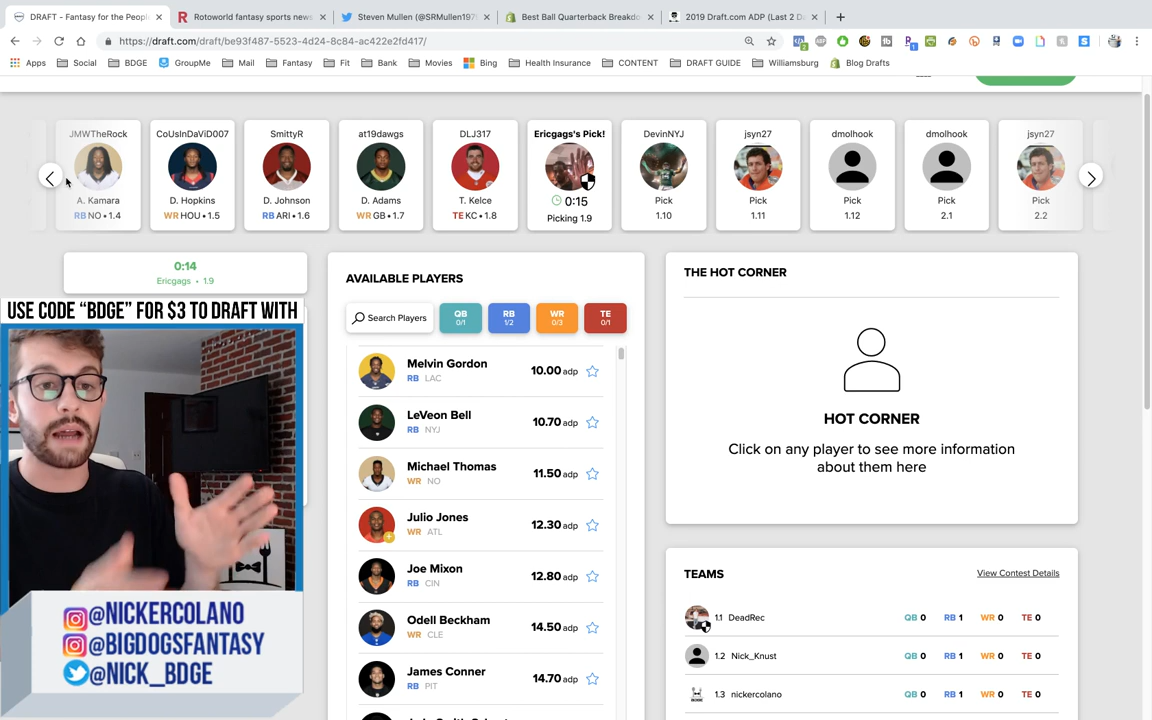 DRAFT - Fantasy for the Peopl
Rotoworld fantasy sports news
Steven Mullen (@SRMullen197
Best Ball Quarterback Breakdo
2019 Draft.com ADP (Last 2 D
https://draft.com/draft/be93f487-5523-4d24-8c84-ac422e2fd417/
Apps Social BDGE GroupMe Mail Fantasy Fit Bank Movies Bing Health Insurance CONTENT DRAFT GUIDE Williamsburg Blog Drafts
JMWTheRock CoUsInDaViD007 SmittyR at19dawgs DLJ317 Ericgags's Pick! DevinNYJ jsyn27 dmolhook dmolhook jsyn27
A. Kamara D. Hopkins D. Johnson D. Adams T. Kelce 0:15 Pick Pick Pick Pick Pick
RB NO • 1.4 WR HOU • 1.5 RB ARI • 1.6 WR GB • 1.7 TE KC • 1.8 Picking 1.9 1.10 1.11 1.12 2.1 2.2
0:14
Ericgags • 1.9
USE CODE "BDGE" FOR $3 TO DRAFT WITH
@NICKERCOLANO
@BIGDOGSFANTASY
@NICK_BDGE
AVAILABLE PLAYERS
Search Players
QB 0/1
RB 1/2
WR 0/3
TE 0/1
Melvin Gordon 10.00 adp
RB LAC
LeVeon Bell 10.70 adp
RB NYJ
Michael Thomas 11.50 adp
WR NO
Julio Jones 12.30 adp
WR ATL
Joe Mixon 12.80 adp
RB CIN
Odell Beckham 14.50 adp
WR CLE
James Conner 14.70 adp
RB PIT
THE HOT CORNER
HOT CORNER
Click on any player to see more information
about them here
TEAMS View Contest Details
1.1 DeadRec QB 0 RB 1 WR 0 TE 0
1.2 Nick_Knust QB 0 RB 1 WR 0 TE 0
1.3 nickercolano QB 0 RB 1 WR 0 TE 0